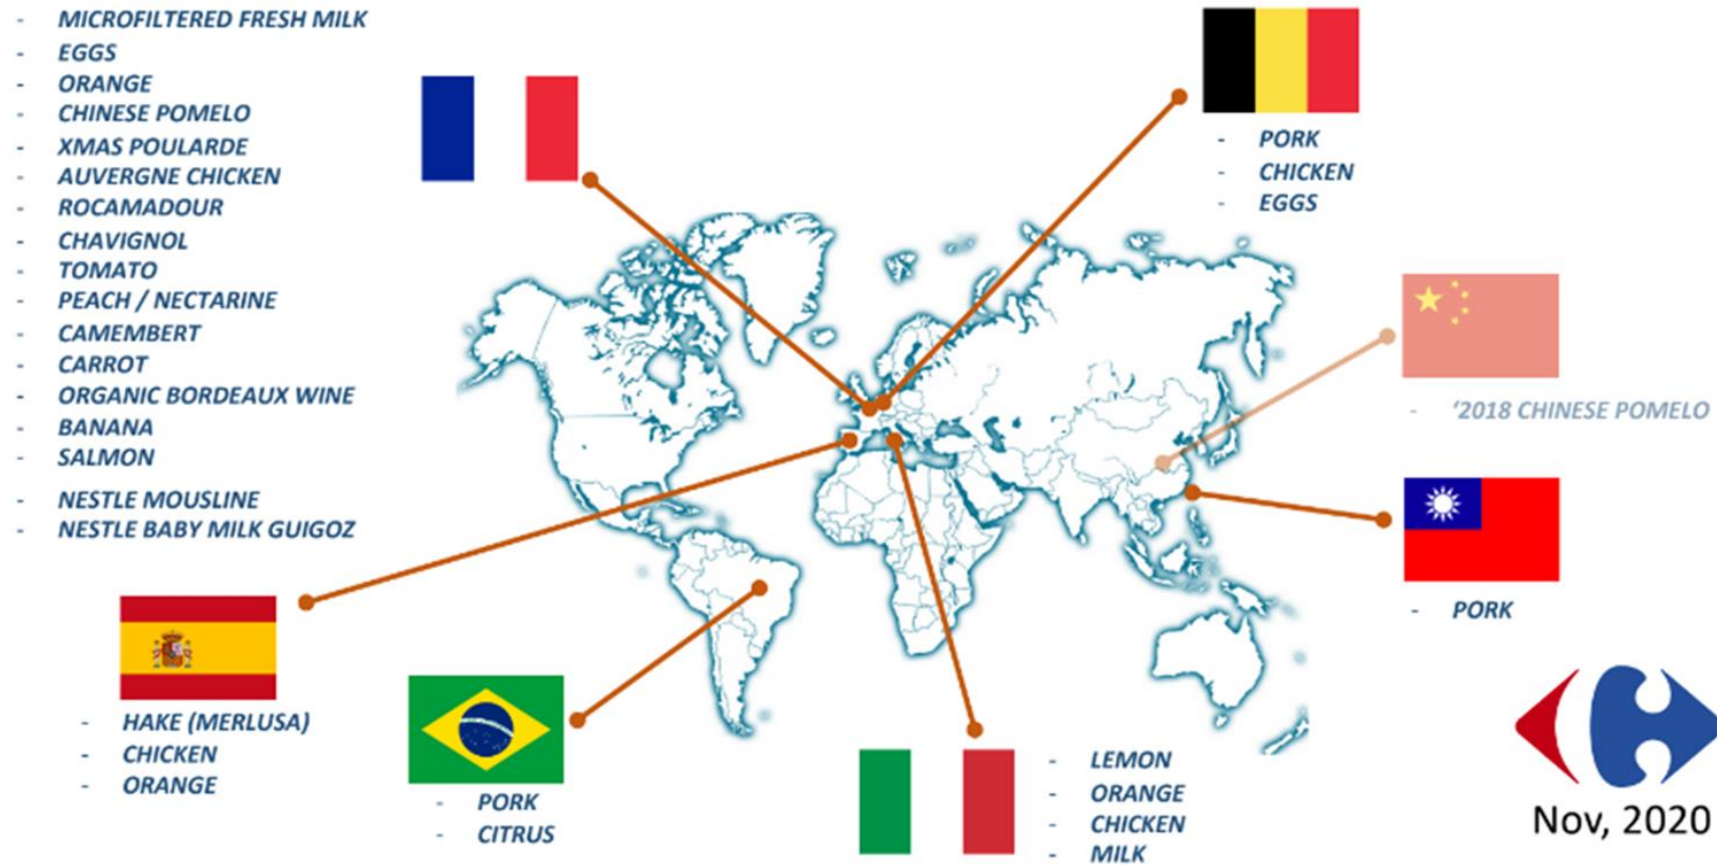 - MICROFILTERED FRESH MILK
- EGGS
- ORANGE
- CHINESE POMELO
- XMAS POULARDE
- AUVERGNE CHICKEN
- ROCAMADOUR
- CHAVIGNOL
- TOMATO
- PEACH / NECTARINE
- CAMEMBERT
- CARROT
- ORGANIC BORDEAUX WINE
- BANANA
- SALMON
- NESTLE MOUSLINE
- NESTLE BABY MILK GUIGOZ
- PORK
- CHICKEN
- EGGS
- ‘2018 CHINESE POMELO
- PORK
- HAKE (MERLUSA)
- CHICKEN
- ORANGE
- PORK
- CITRUS
- LEMON
- ORANGE
- CHICKEN
- MILK
Nov, 2020